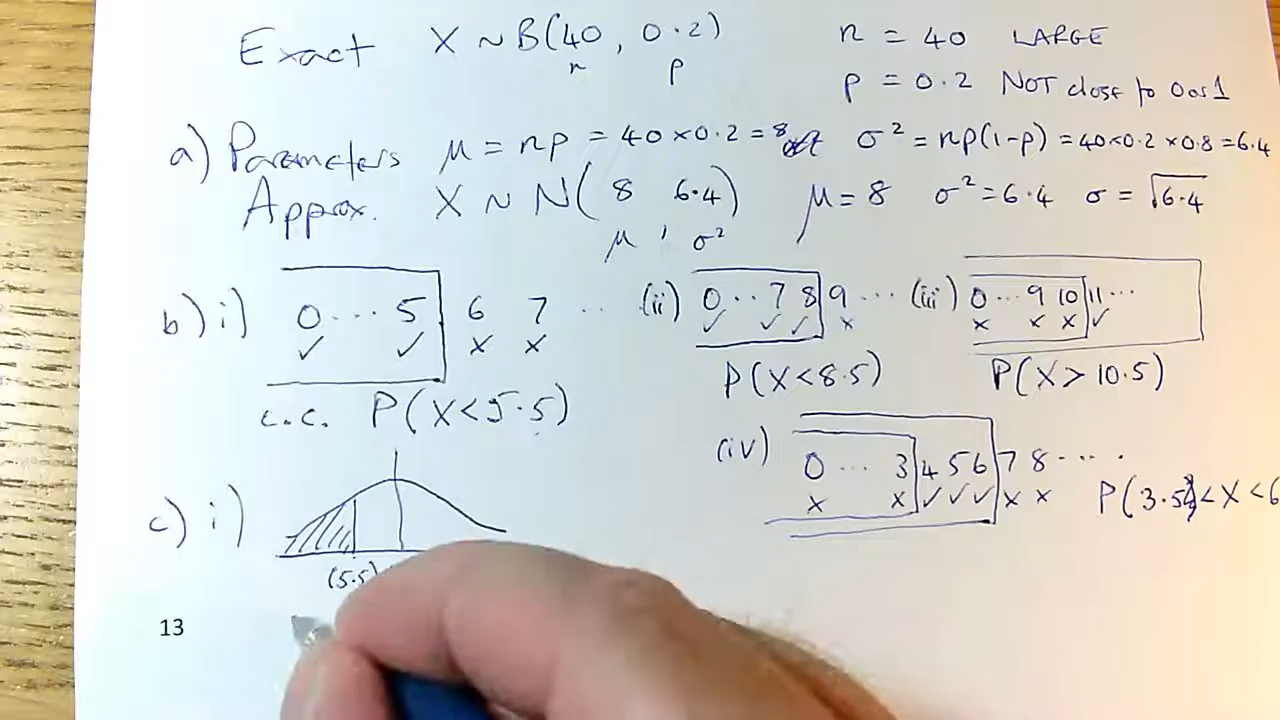 Exact X ~ B(40, 0.2) n = 40 LARGE
n p
p = 0.2 NOT close to 0 or 1
a) Parameters μ = np = 40×0.2 = 8 σ² = np(1-p) = 40×0.2×0.8 = 6.4
Approx. X ~ N(8 6.4) μ = 8 σ² = 6.4 σ = √6.4
μ , σ²
b) i) 0 ... 5 6 7 .. (ii) 0 .. 7 8 9 ... (iii) 0 ... 9 10 11 ...
✓ ✓ x x ✓ ✓ ✓ x x x x ✓
c.c. P(X<5.5) P(X<8.5) P(X> 10.5)
(iv) 0 ... 3 4 5 6 7 8 ....
x x ✓ ✓ ✓ x x P(3.5<X<6
c) i)
(5.5)
13